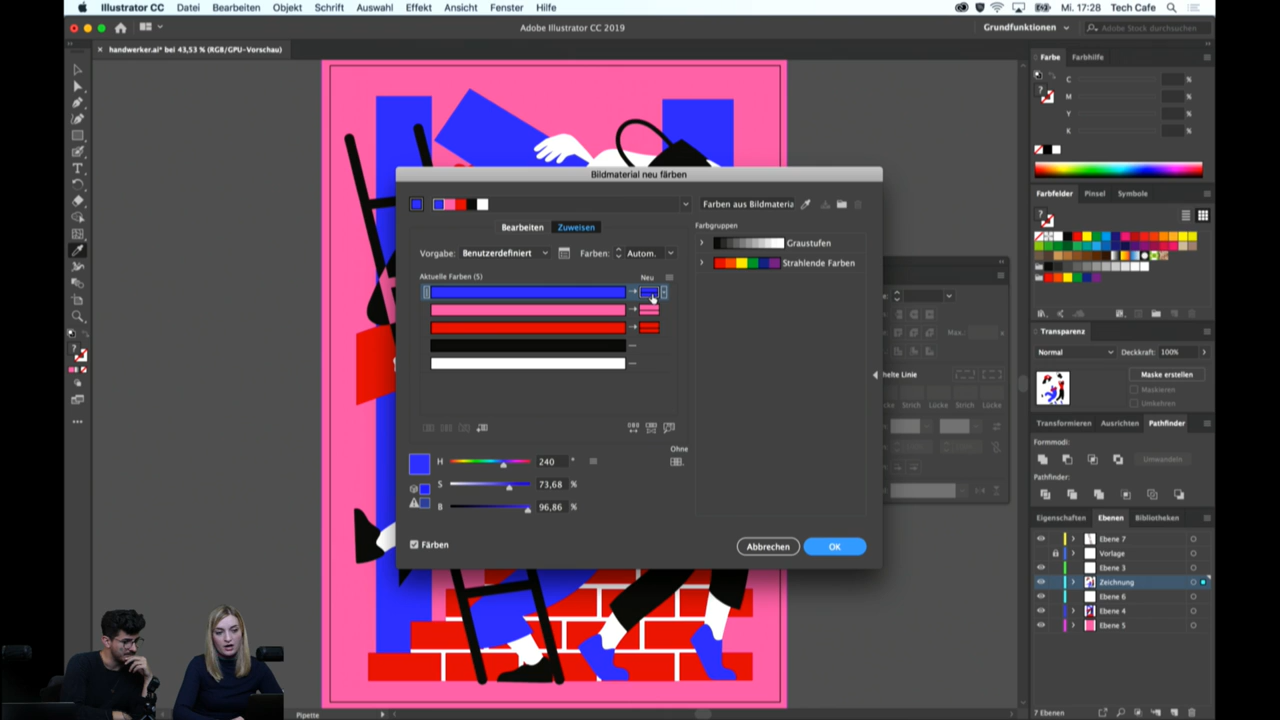 Illustrator CC Datei Bearbeiten Objekt Schrift Auswahl Effekt Ansicht Fenster Hilfe Mi. 17:28 Tech Cafe
Adobe Illustrator CC 2019 Grundfunktionen Adobe Stock durchsuchen
× handwerker.ai* bei 43,53 % (RGB/GPU-Vorschau)
Farbe Farbhilfe
C %
M %
Y %
K %
Bildmaterial neu färben
Farben aus Bildmateria
Bearbeiten Zuweisen
Farbgruppen
Vorgabe: Benutzerdefiniert Farben: Autom.
Graustufen
Strahlende Farben
Aktuelle Farben (5) Neu
H 240 °
S 73,68 %
B 96,86 %
Ohne
Färben
Abbrechen OK
Farbfelder Pinsel Symbole
Max.:
helte Linie
Strich Lücke Strich Lücke
Transparenz
Normal Deckkraft: 100%
Maske erstellen
Maskieren
Umkehren
Transformieren Ausrichten Pathfinder
Formmodi:
Umwandeln
Pathfinder:
Eigenschaften Ebenen Bibliotheken
Ebene 7
Vorlage
Ebene 3
Zeichnung
Ebene 6
Ebene 4
Ebene 5
7 Ebenen
Pipette